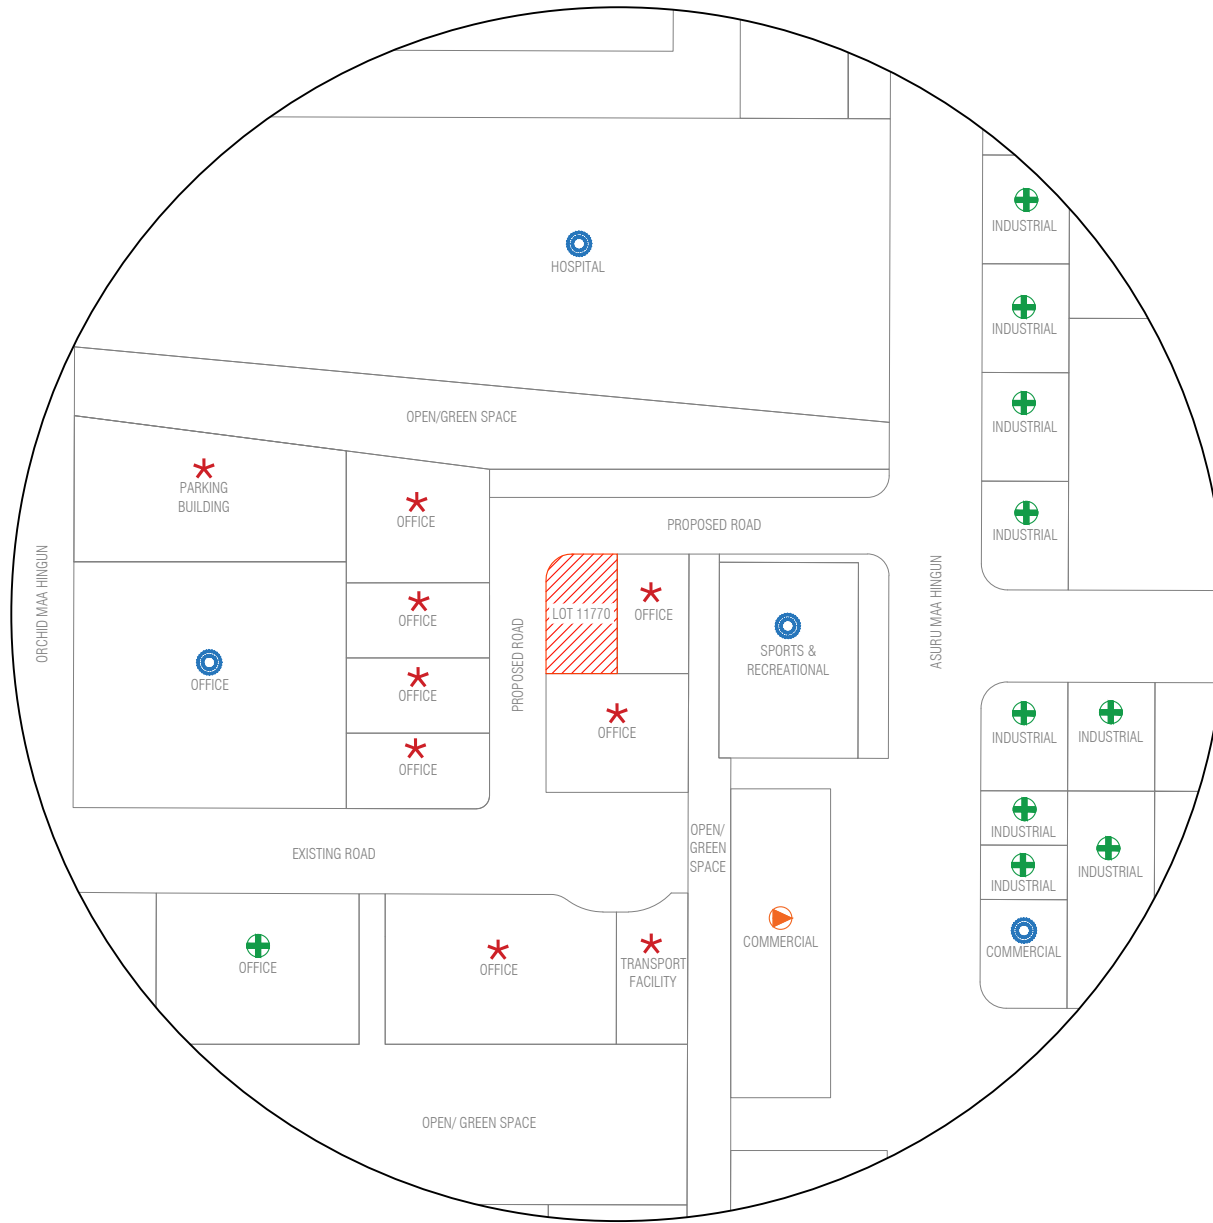 INDUSTRIAL
HOSPITAL
INDUSTRIAL
OPEN/GREEN SPACE
INDUSTRIAL
PARKING
BUILDING
OFFICE
PROPOSED ROAD
INDUSTRIAL
ORCHID MAA HINGUN
OFFICE
PROPOSED ROAD
LOT 11770
OFFICE
ASURU MAA HINGUN
SPORTS &
RECREATIONAL
OFFICE
OFFICE
OFFICE
INDUSTRIAL
INDUSTRIAL
OFFICE
OPEN/
GREEN
SPACE
INDUSTRIAL
EXISTING ROAD
INDUSTRIAL
INDUSTRIAL
COMMERCIAL
COMMERCIAL
OFFICE
OFFICE
TRANSPORT
FACILITY
OPEN/ GREEN SPACE